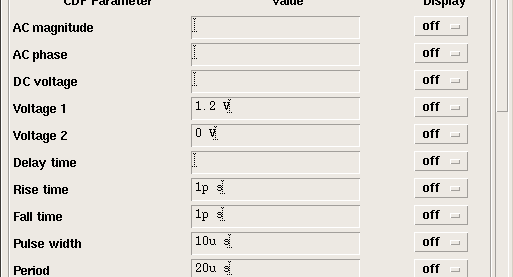 CDF Parameter Value Display
AC magnitude off
AC phase off
DC voltage off
Voltage 1 1.2 V off
Voltage 2 0 V off
Delay time off
Rise time 1p s off
Fall time 1p s off
Pulse width 10u s off
Period 20u s off